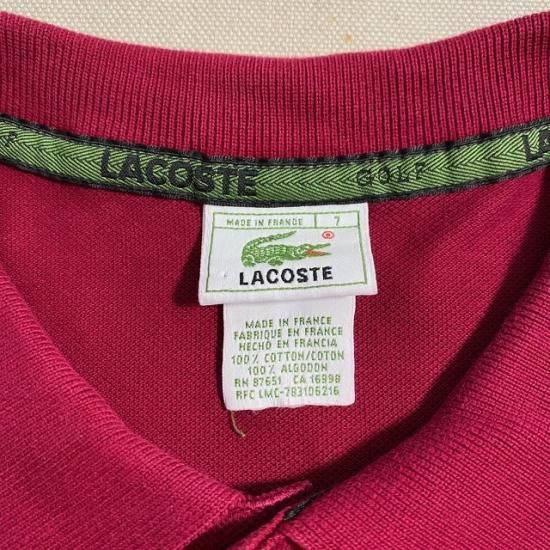 LACOSTE GOLF
MADE IN FRANCE 7
LACOSTE
MADE IN FRANCE
FABRIQUE EN FRANCE
HECHO EN FRANCIA
100% COTTON/COTON
100% ALGODON
RN 87651 CA 16998
RFC LMC-783106216